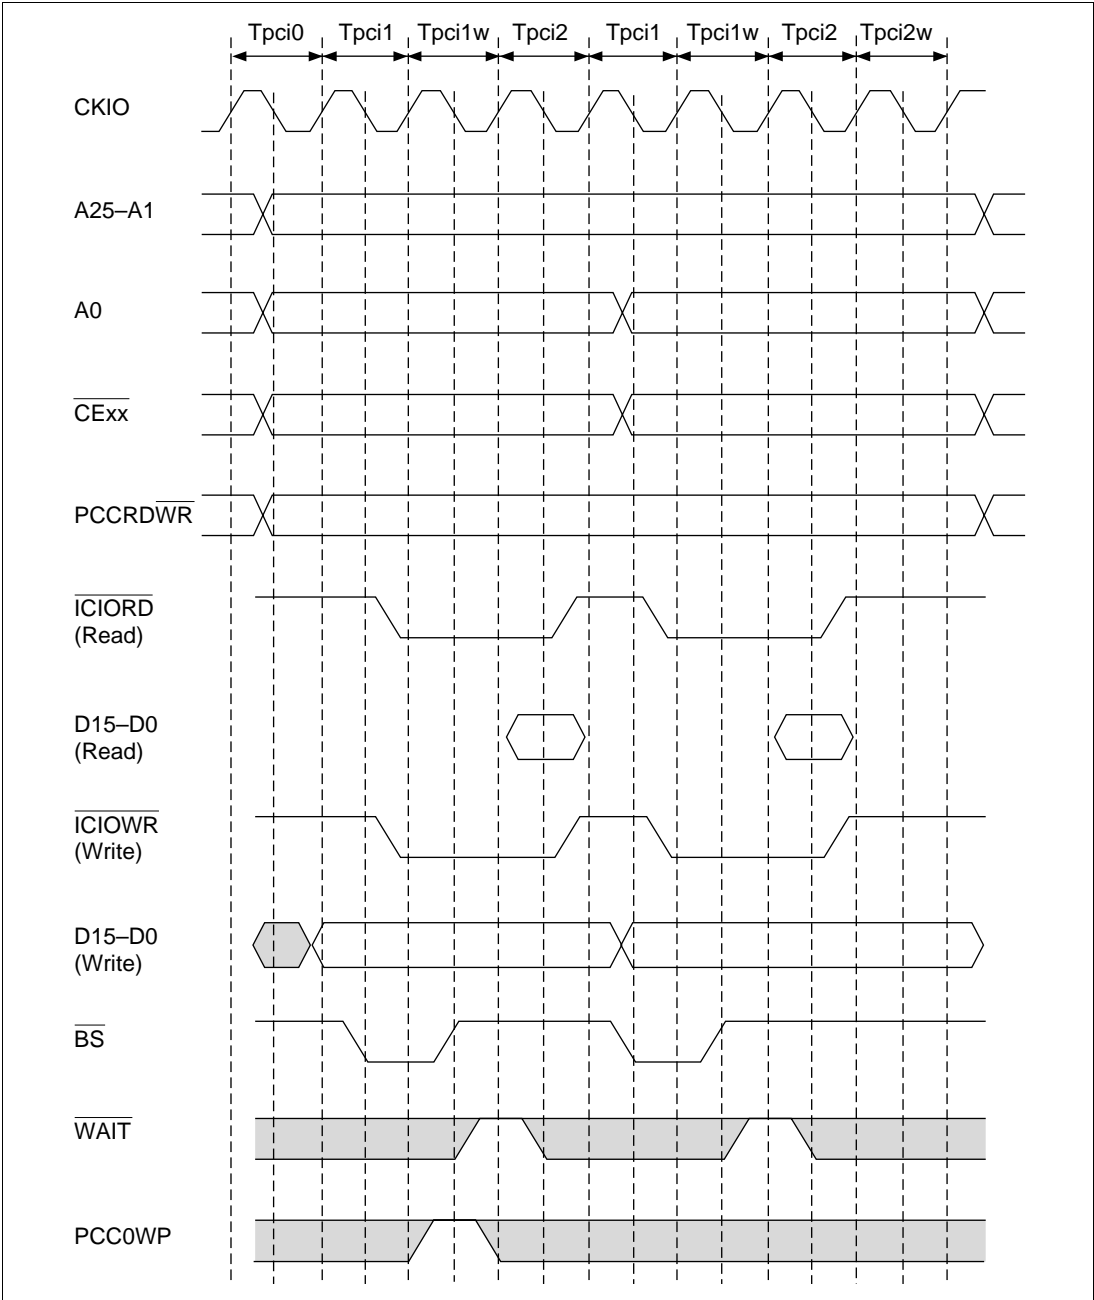 Tpci0 Tpci1 Tpci1w Tpci2 Tpci1 Tpci1w Tpci2 Tpci2w
CKIO
A25–A1
A0
CExx
PCCRDWR
ICIORD
(Read)
D15–D0
(Read)
ICIOWR
(Write)
D15–D0
(Write)
BS
WAIT
PCC0WP